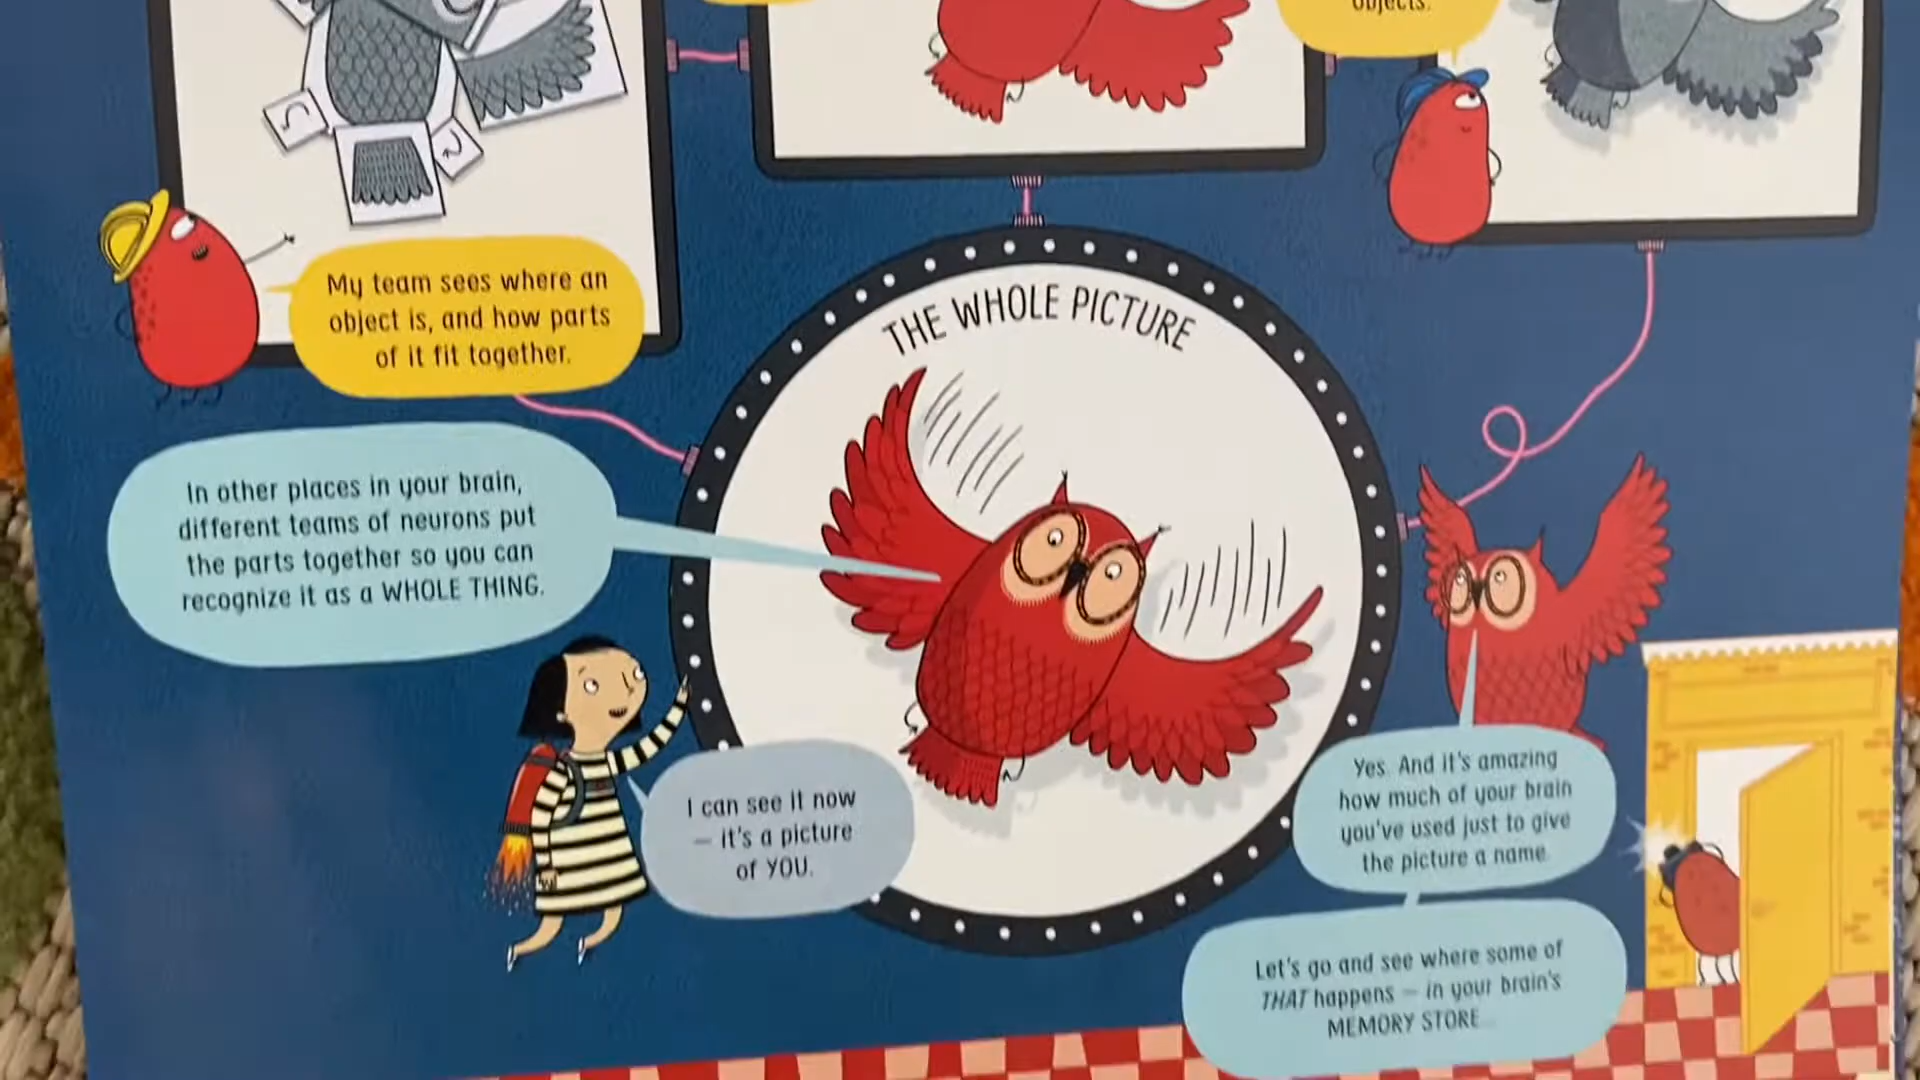 objects.
My team sees where an
object is, and how parts
of it fit together.
THE WHOLE PICTURE
In other places in your brain,
different teams of neurons put
the parts together so you can
recognize it as a WHOLE THING.
I can see it now
– it's a picture
of YOU.
Yes. And it's amazing
how much of your brain
you've used just to give
the picture a name.
Let's go and see where some of
THAT happens – in your brain's
MEMORY STORE...